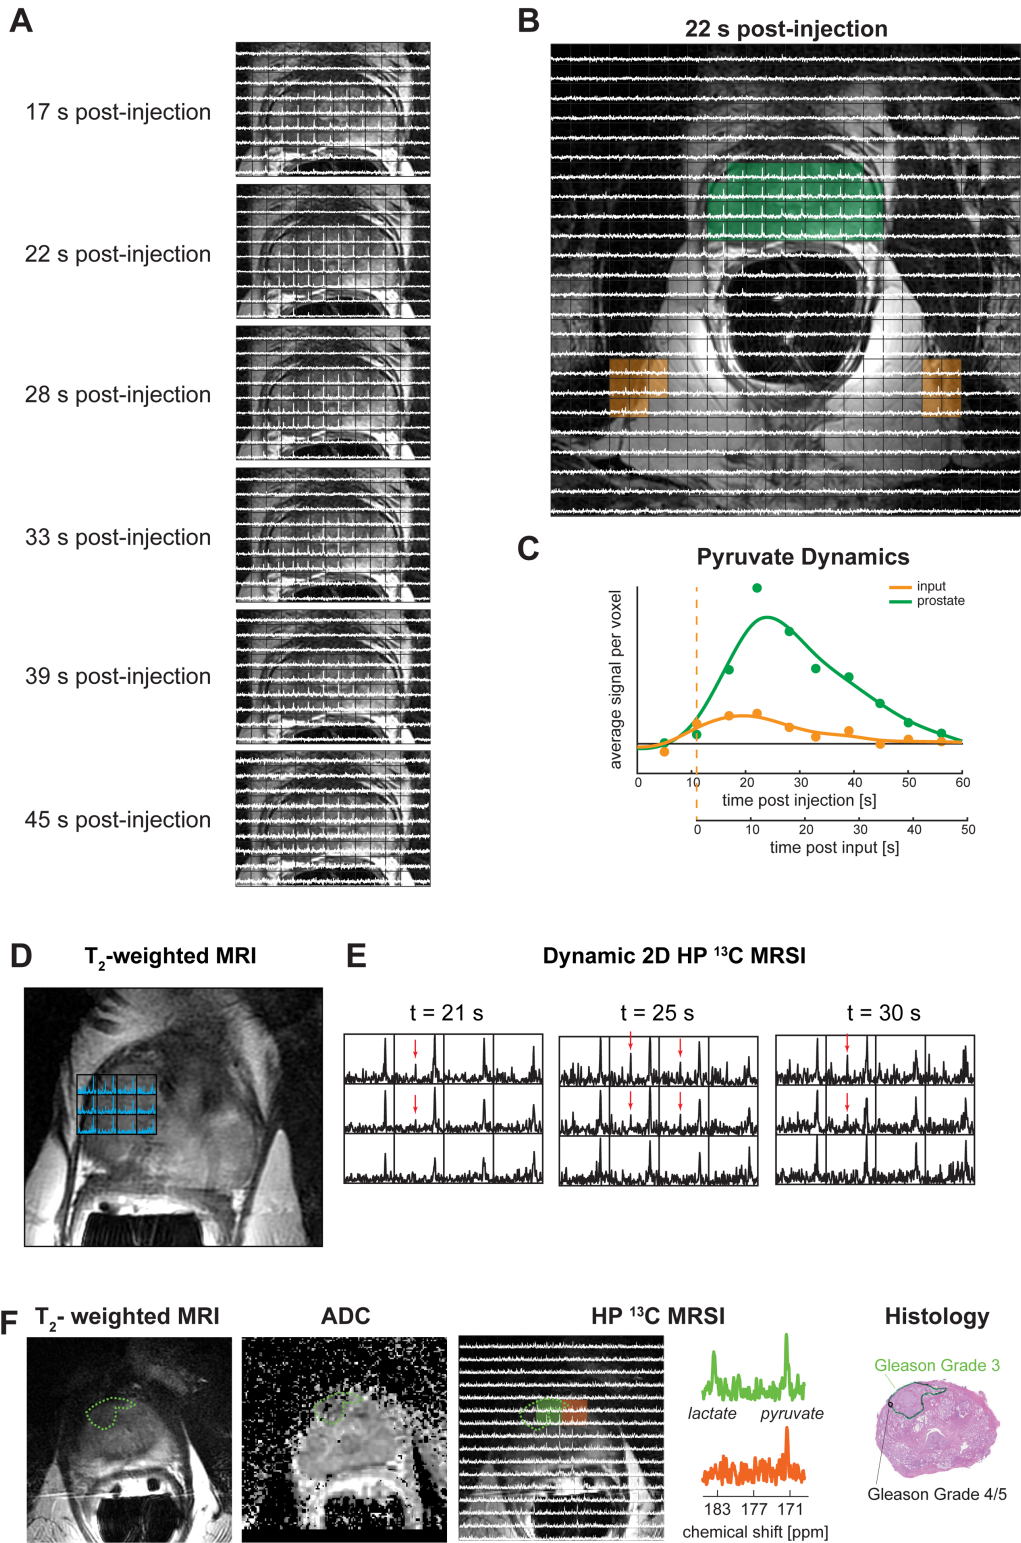 A
17 s post-injection
22 s post-injection
28 s post-injection
33 s post-injection
39 s post-injection
45 s post-injection
B
22 s post-injection
C
Pyruvate Dynamics
input
prostate
average signal per voxel
0 10 20 30 40 50 60
time post injection [s]
0 10 20 30 40 50
time post input [s]
D
T2-weighted MRI
E
Dynamic 2D HP 13C MRSI
t = 21 s
t = 25 s
t = 30 s
F
T2- weighted MRI
ADC
HP 13C MRSI
lactate pyruvate
183 177 171
chemical shift [ppm]
Histology
Gleason Grade 3
Gleason Grade 4/5